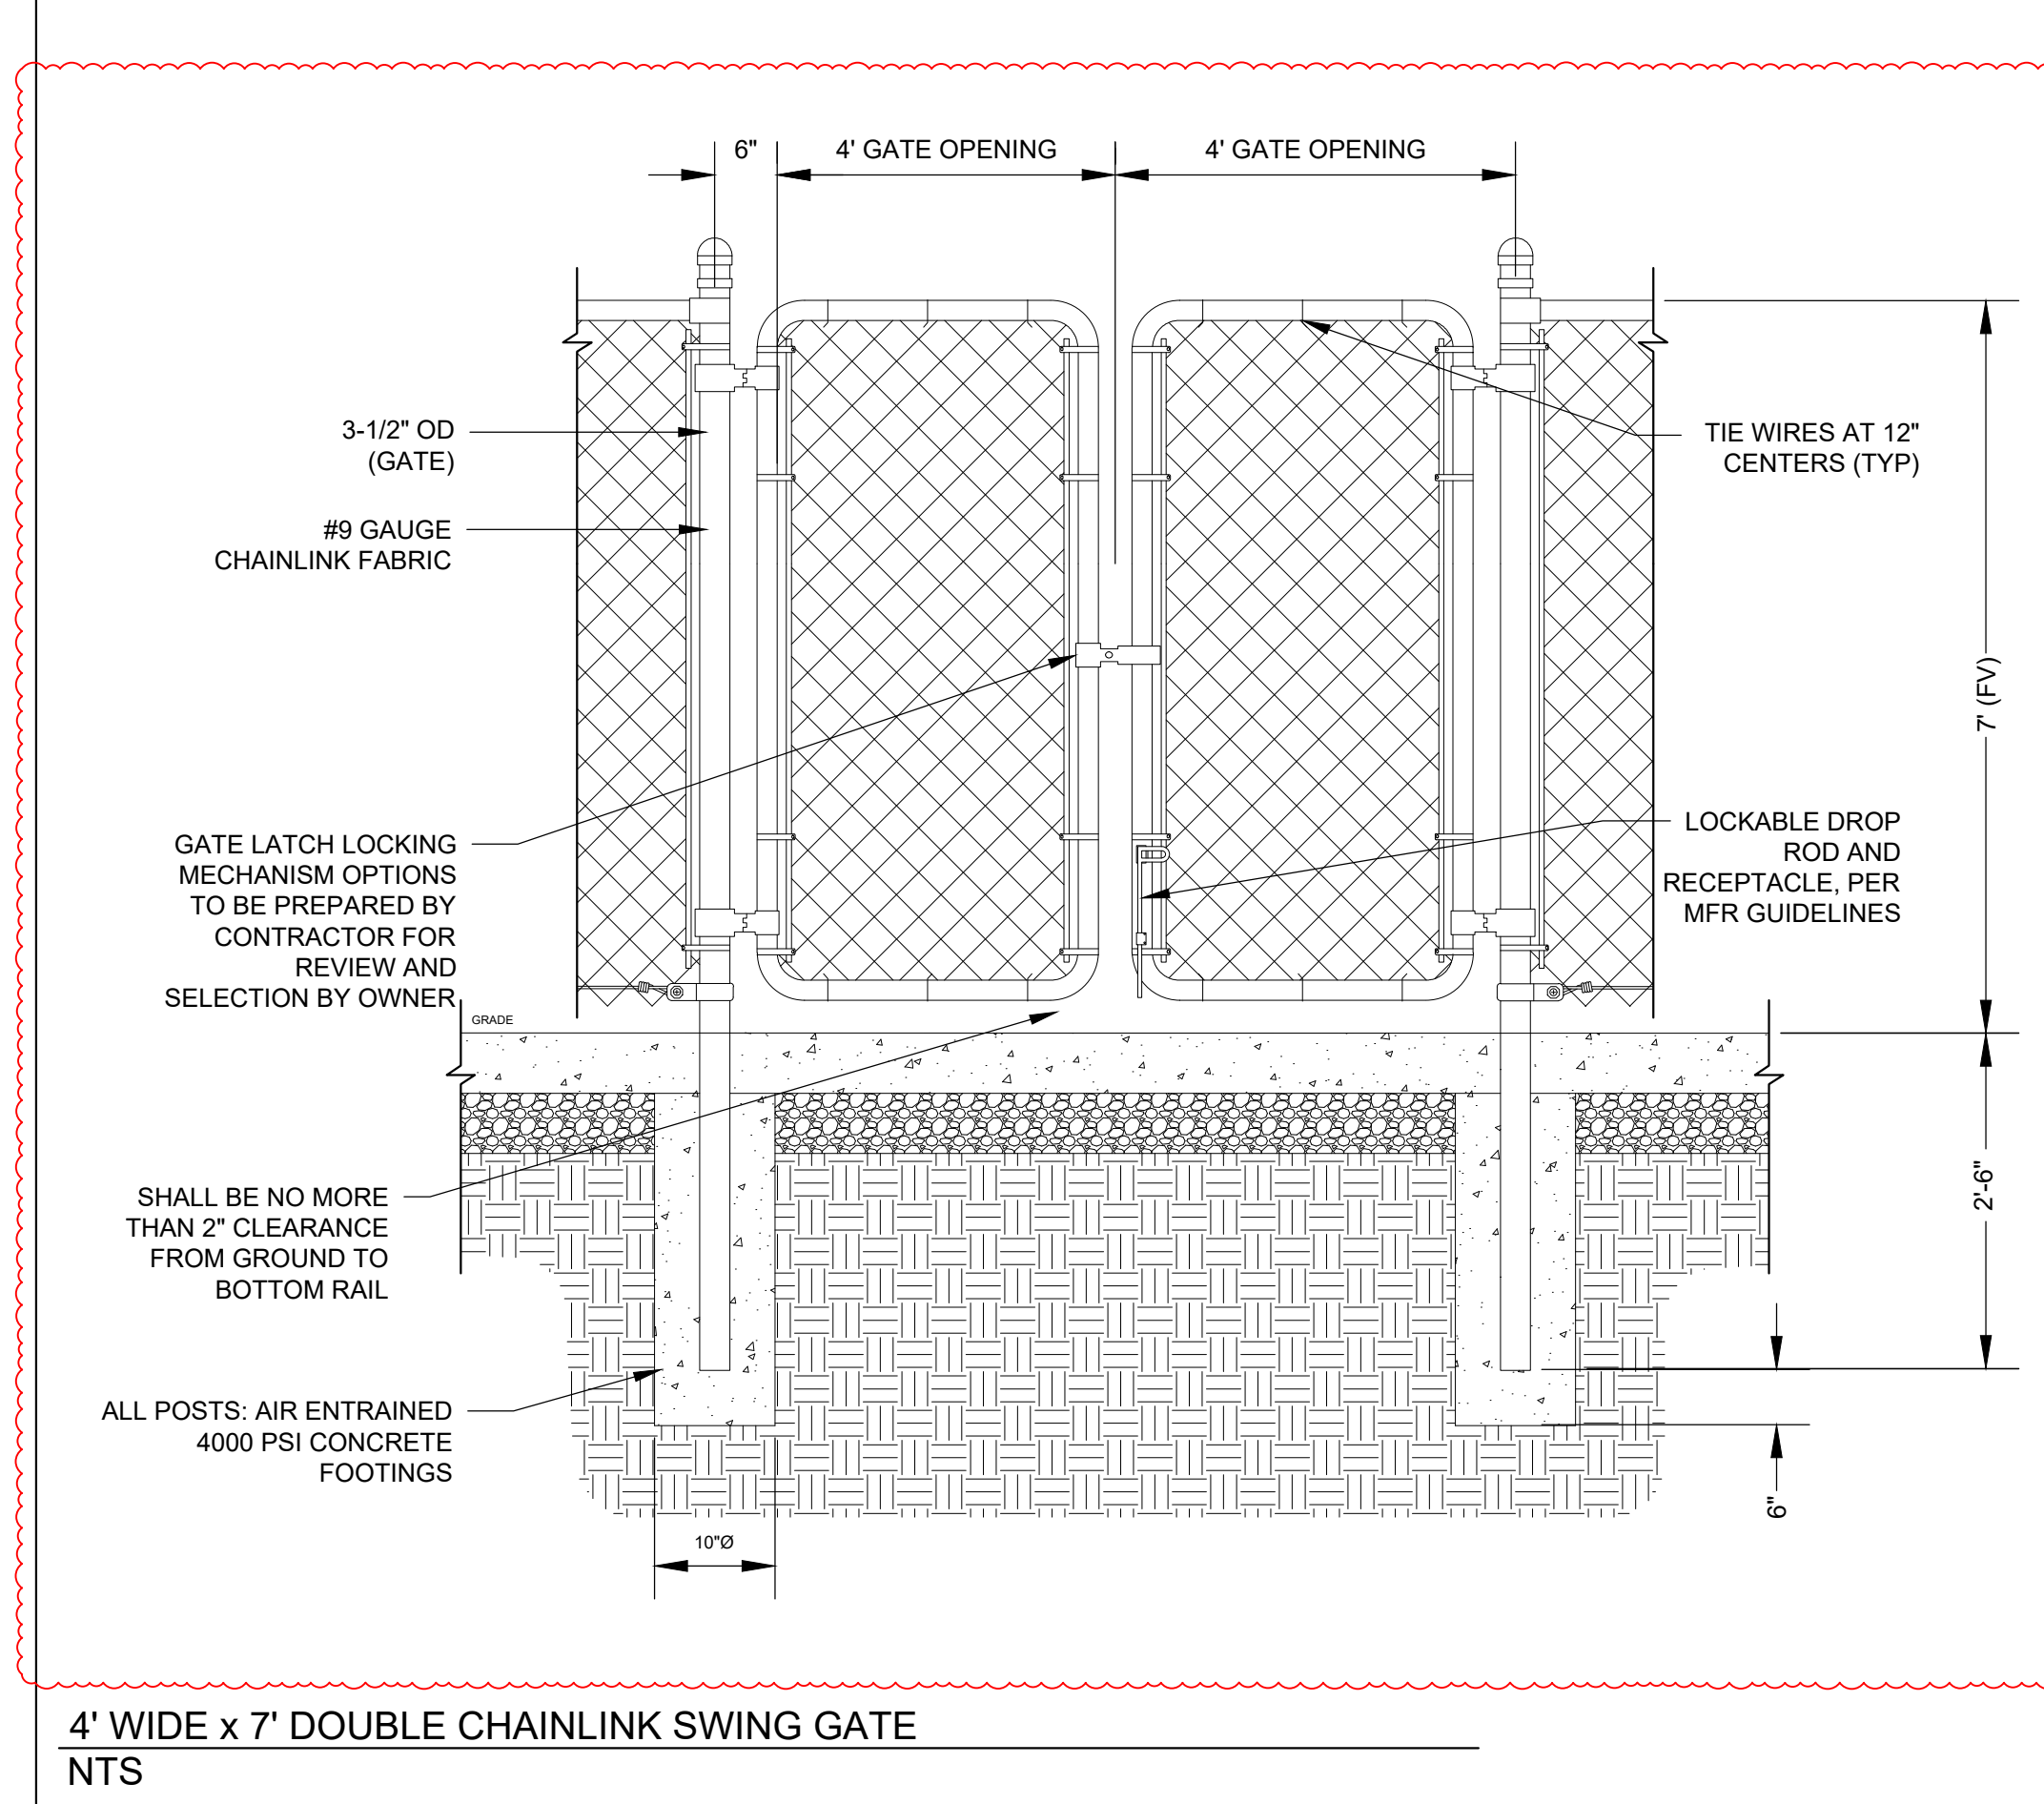 6" 4' GATE OPENING 4' GATE OPENING
3-1/2" OD
(GATE)
#9 GAUGE
CHAINLINK FABRIC
TIE WIRES AT 12"
CENTERS (TYP)
7' (FV)
GATE LATCH LOCKING
MECHANISM OPTIONS
TO BE PREPARED BY
CONTRACTOR FOR
REVIEW AND
SELECTION BY OWNER
LOCKABLE DROP
ROD AND
RECEPTACLE, PER
MFR GUIDELINES
GRADE
SHALL BE NO MORE
THAN 2" CLEARANCE
FROM GROUND TO
BOTTOM RAIL
2'-6"
ALL POSTS: AIR ENTRAINED
4000 PSI CONCRETE
FOOTINGS
6"
10"Ø
4' WIDE x 7' DOUBLE CHAINLINK SWING GATE
NTS